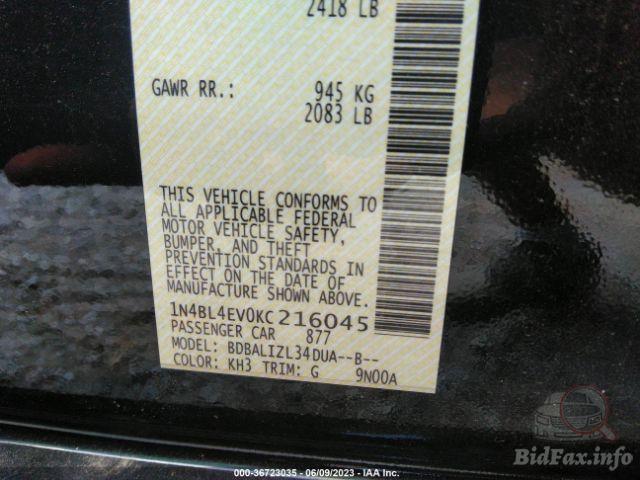 2418 LB
GAWR RR.: 945 KG
2083 LB
THIS VEHICLE CONFORMS TO
ALL APPLICABLE FEDERAL
MOTOR VEHICLE SAFETY,
BUMPER, AND THEFT
PREVENTION STANDARDS IN
EFFECT ON THE DATE OF
MANUFACTURE SHOWN ABOVE.
1N4BL4EV0KC216045
PASSENGER CAR 877
MODEL: BDBALIZL34DUA--B--
COLOR: KH3 TRIM: G 9N00A
BidFax.info
000-36723035 - 06/09/2023 - IAA Inc.